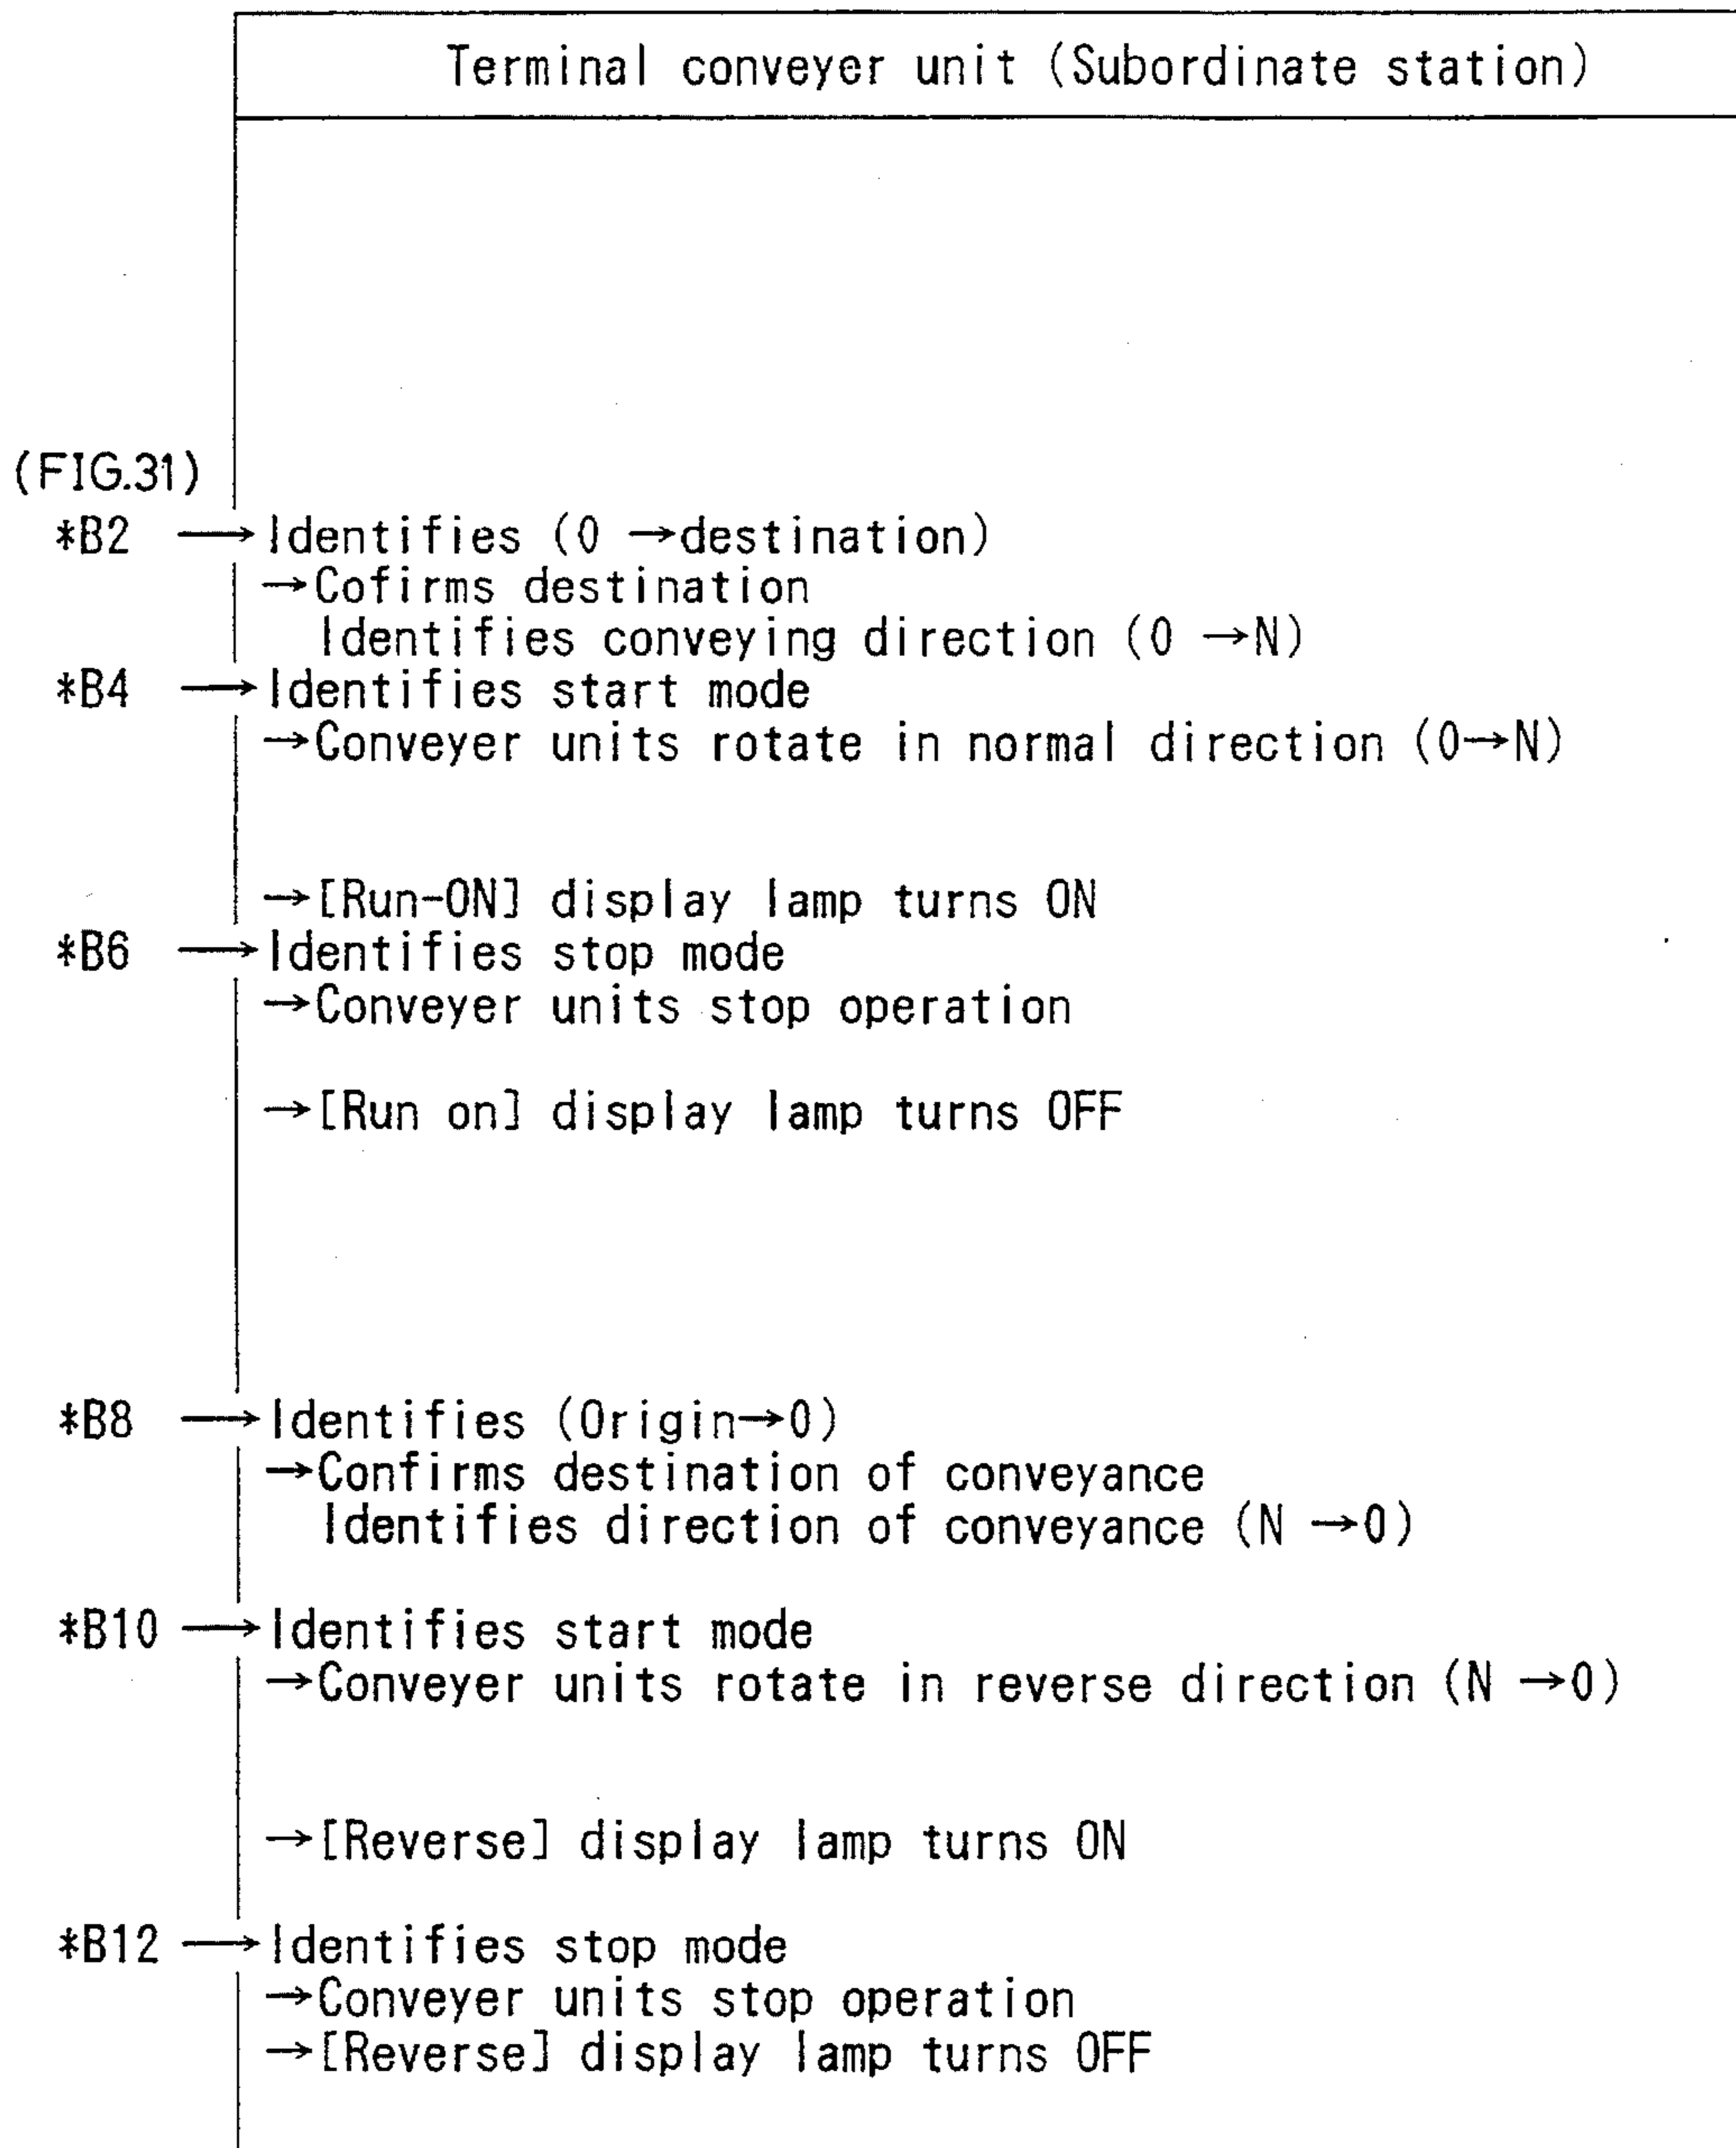 Terminal conveyer unit (Subordinate station)
(FIG.31)
*B2 → Identifies (0 →destination)
→Cofirms destination
Identifies conveying direction (0 →N)
*B4 → Identifies start mode
→Conveyer units rotate in normal direction (0→N)
→[Run-ON] display lamp turns ON
*B6 → Identifies stop mode
→Conveyer units stop operation
→[Run on] display lamp turns OFF
*B8 → Identifies (Origin→0)
→Confirms destination of conveyance
Identifies direction of conveyance (N →0)
*B10 → Identifies start mode
→Conveyer units rotate in reverse direction (N →0)
→[Reverse] display lamp turns ON
*B12 → Identifies stop mode
→Conveyer units stop operation
→[Reverse] display lamp turns OFF